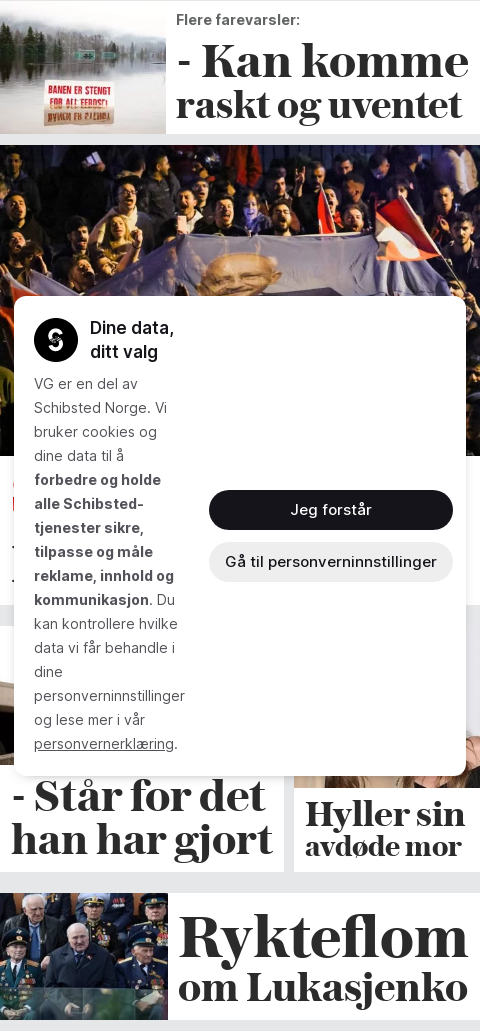 Flere farevarsler:
- Kan komme
raskt og uventet
BANEN ER STENGT
FOR ALL FERDSEL
Dine data,
ditt valg
VG er en del av
Schibsted Norge. Vi
bruker cookies og
dine data til å
forbedre og holde
alle Schibsted-
tjenester sikre,
tilpasse og måle
reklame, innhold og
kommunikasjon. Du
kan kontrollere hvilke
data vi får behandle i
dine
personverninnstillinger
og lese mer i vår
personvernerklæring.
Jeg forstår
Gå til personverninnstillinger
- Står for det
han har gjort
Hyller sin
avdøde mor
Rykteflom
om Lukasjenko